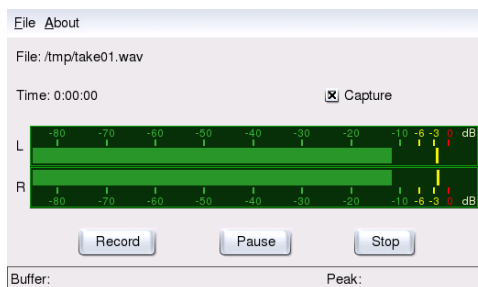 File About
File: /tmp/take01.wav
Time: 0:00:00 Capture
-80 -70 -60 -50 -40 -30 -20 -10 -6 -3 0 dB
L
R
-80 -70 -60 -50 -40 -30 -20 -10 -6 -3 0 dB
Record Pause Stop
Buffer: Peak: